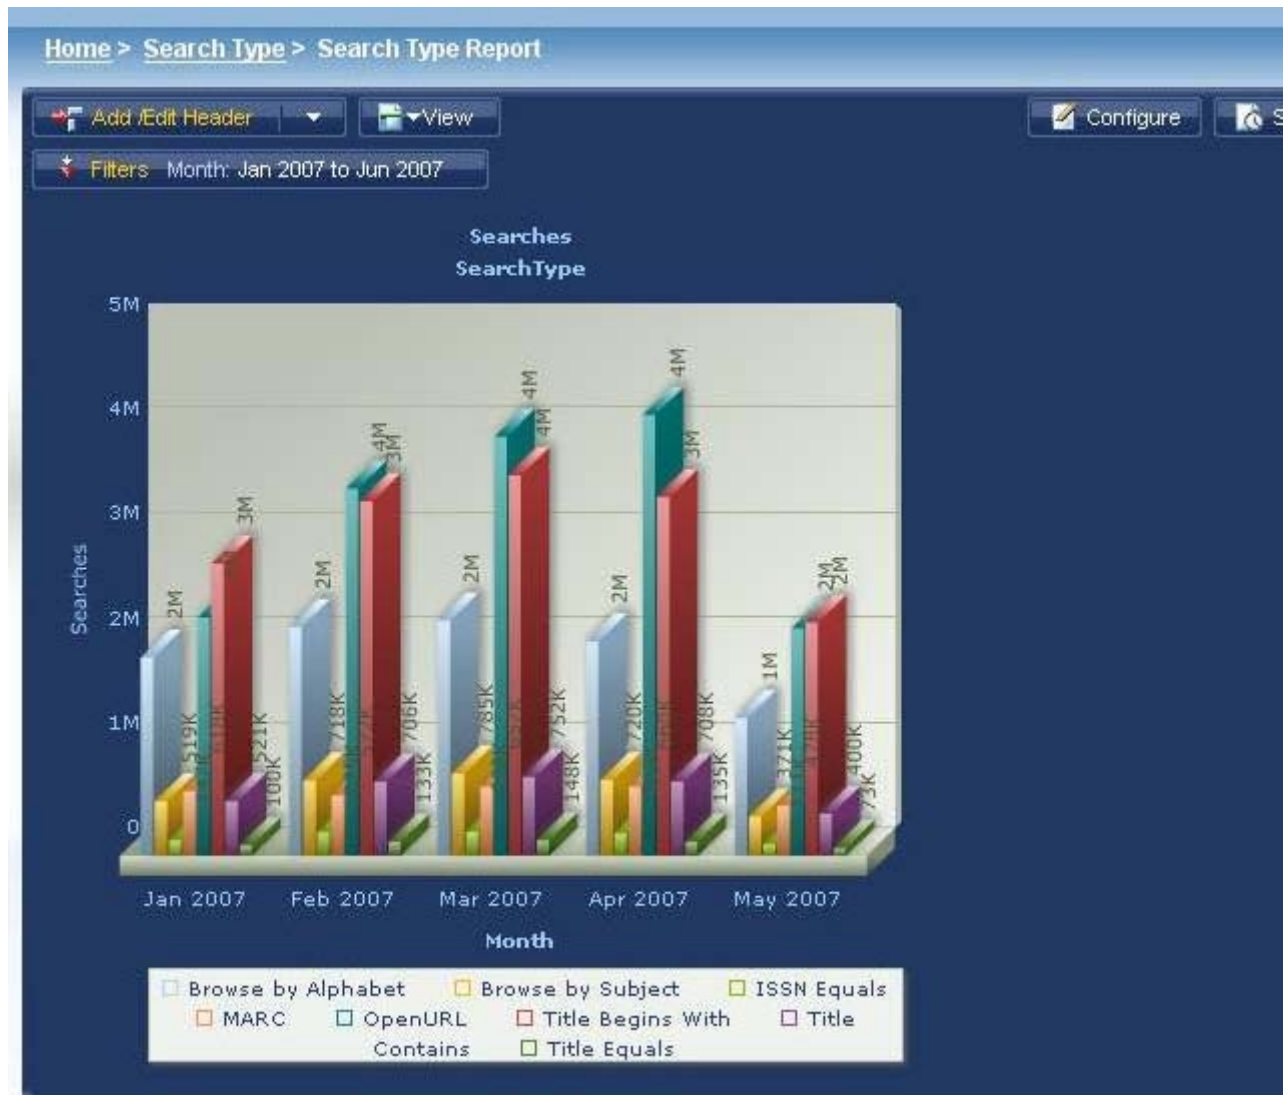 Home > Search Type > Search Type Report
Add /Edit Header
View
Configure
S
Filters Month: Jan 2007 to Jun 2007
Searches
SearchType
5M
4M
3M
2M
1M
0
Searches
2M
519K
3M
521K
100K
2M
718K
4M
3M
706K
133K
2M
785K
4M
4M
752K
148K
2M
720K
4M
3M
708K
135K
1M
371K
2M
2M
400K
73K
Jan 2007 Feb 2007 Mar 2007 Apr 2007 May 2007
Month
Browse by Alphabet Browse by Subject ISSN Equals
MARC OpenURL Title Begins With Title
Contains Title Equals